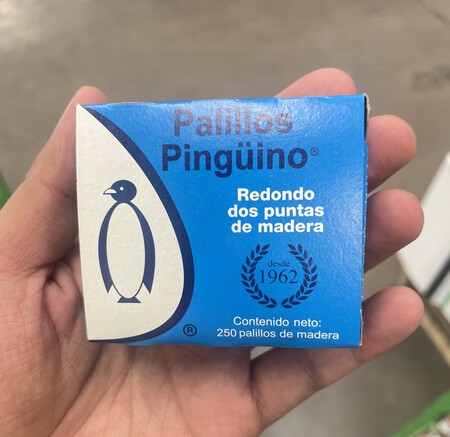 Palillos
Pingüino®
Redondo
dos puntas
de madera
desde
1962
®
Contenido neto:
250 palillos de madera